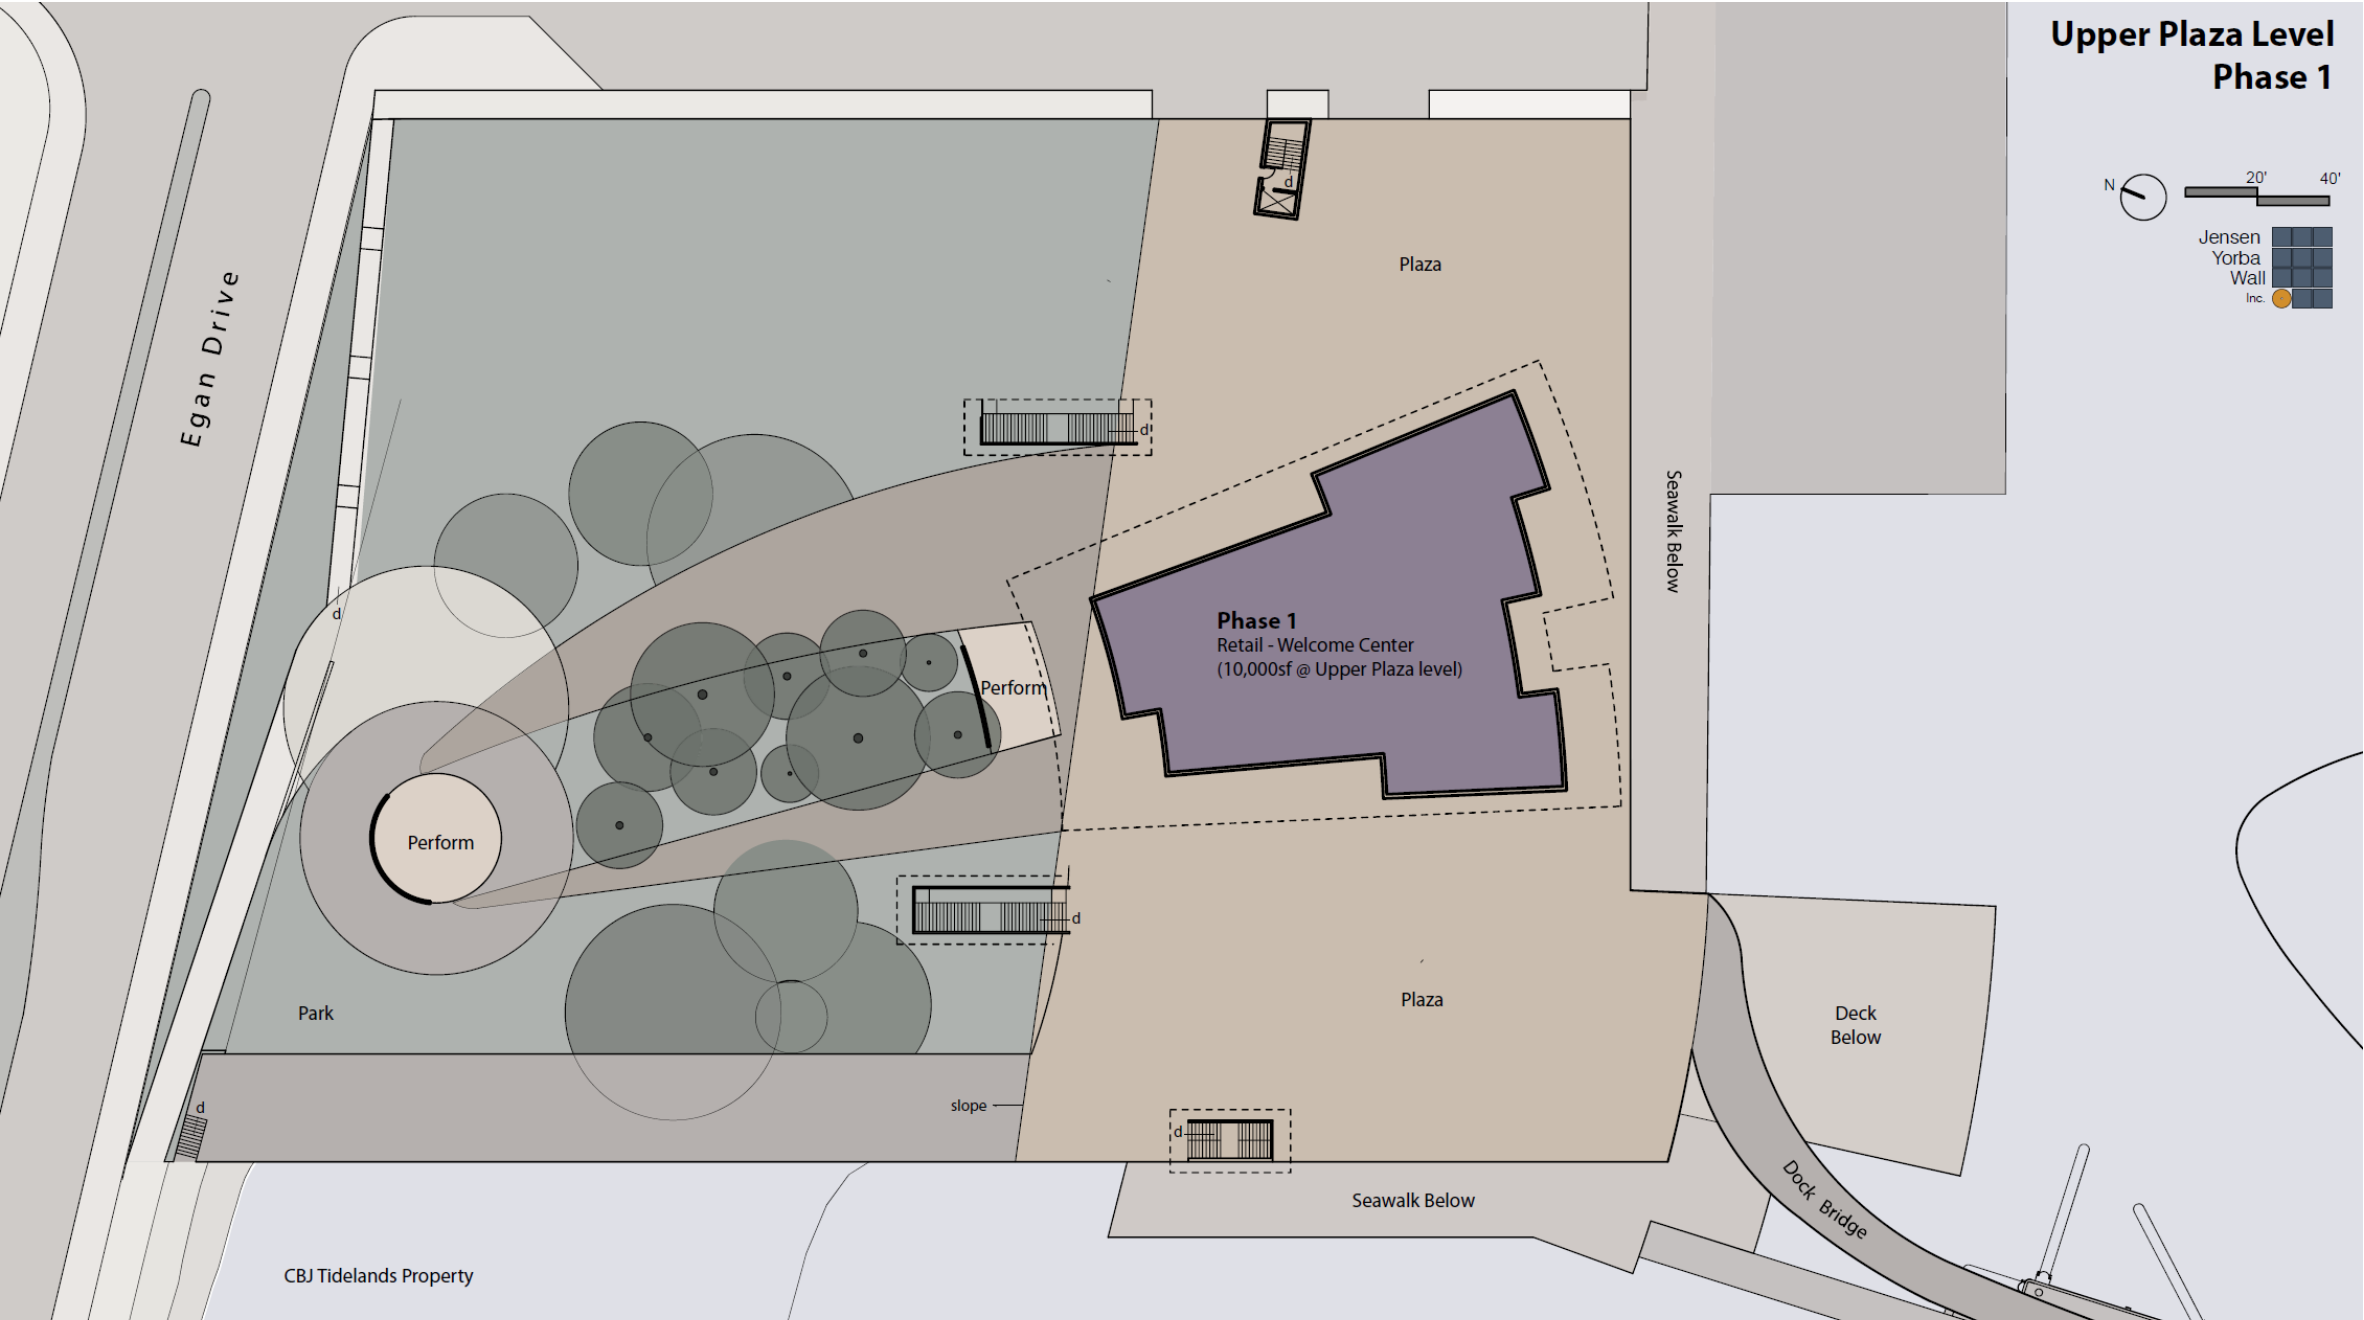 Upper Plaza Level
Phase 1
N
20'
40'
Jensen
Yorba
Wall
Inc.
Egan Drive
d
Plaza
d
Seawalk Below
d
Phase 1
Retail - Welcome Center
(10,000sf @ Upper Plaza level)
Perform
Perform
d
Park
Plaza
Deck
Below
d
slope
d
Seawalk Below
Dock Bridge
CBJ Tidelands Property